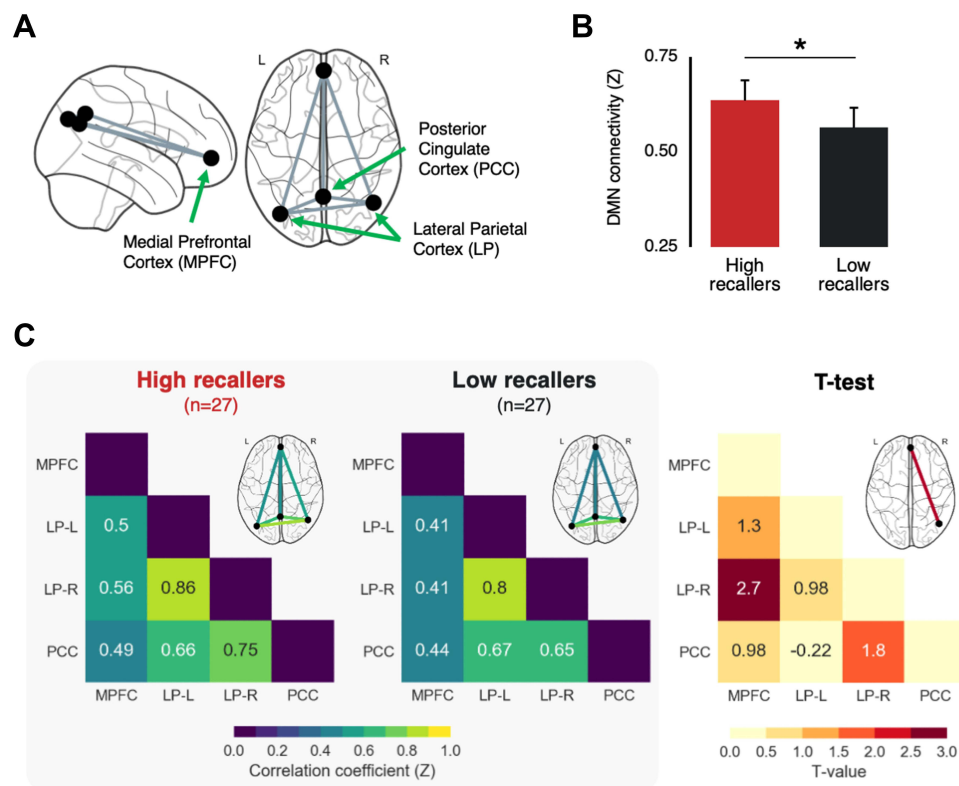 A
L
R
Posterior
Cingulate
Cortex (PCC)
Lateral Parietal
Cortex (LP)
Medial Prefrontal
Cortex (MPFC)
B
*
0.75
0.50
0.25
DMN connectivity (Z)
High
recallers
Low
recallers
C
High recallers
(n=27)
L R
MPFC
LP-L 0.5
LP-R 0.56 0.86
PCC 0.49 0.66 0.75
MPFC LP-L LP-R PCC
Low recallers
(n=27)
L R
MPFC
LP-L 0.41
LP-R 0.41 0.8
PCC 0.44 0.67 0.65
MPFC LP-L LP-R PCC
0.0 0.2 0.4 0.6 0.8 1.0
Correlation coefficient (Z)
T-test
L R
MPFC
LP-L 1.3
LP-R 2.7 0.98
PCC 0.98 -0.22 1.8
MPFC LP-L LP-R PCC
0.0 0.5 1.0 1.5 2.0 2.5 3.0
T-value